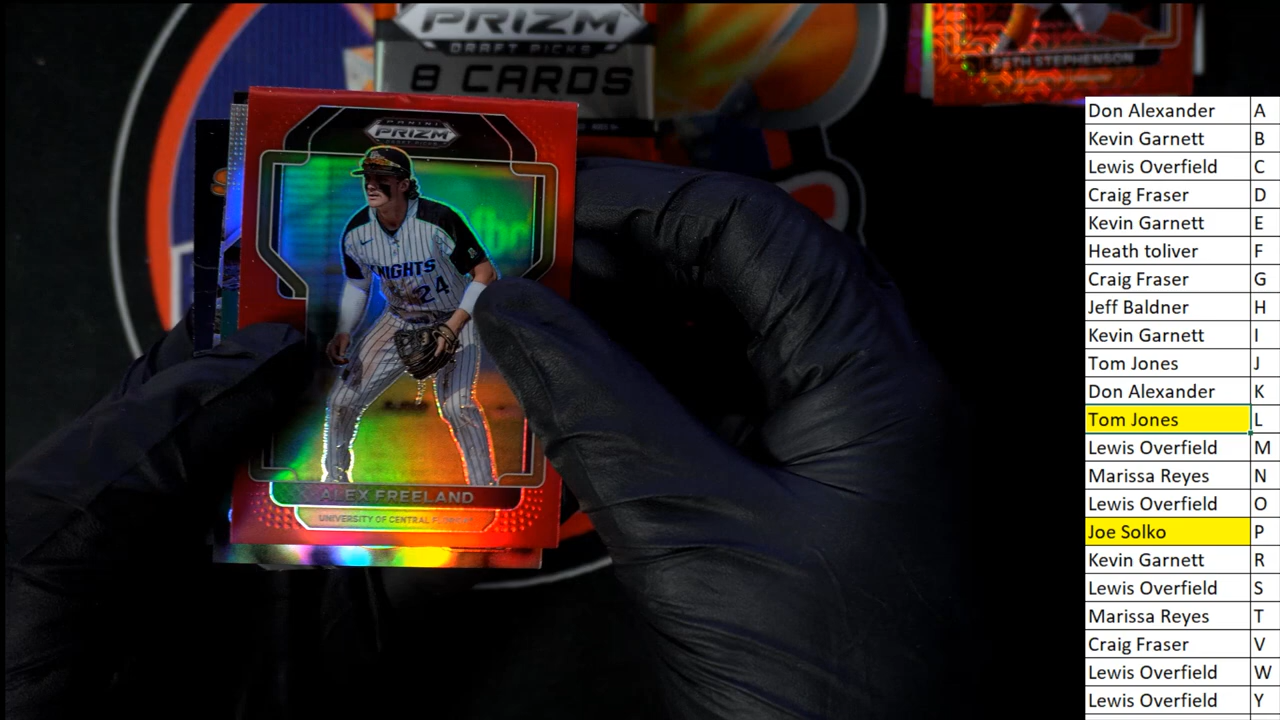 PRIZM
DRAFT PICKS
8 CARDS
SETH STEPHENSON
PANINI
PRIZM
DRAFT PICKS
KNIGHTS
24
ALEX FREELAND
UNIVERSITY OF CENTRAL
Don Alexander A
Kevin Garnett B
Lewis Overfield C
Craig Fraser D
Kevin Garnett E
Heath toliver F
Craig Fraser G
Jeff Baldner H
Kevin Garnett I
Tom Jones J
Don Alexander K
Tom Jones L
Lewis Overfield M
Marissa Reyes N
Lewis Overfield O
Joe Solko P
Kevin Garnett R
Lewis Overfield S
Marissa Reyes T
Craig Fraser V
Lewis Overfield W
Lewis Overfield Y